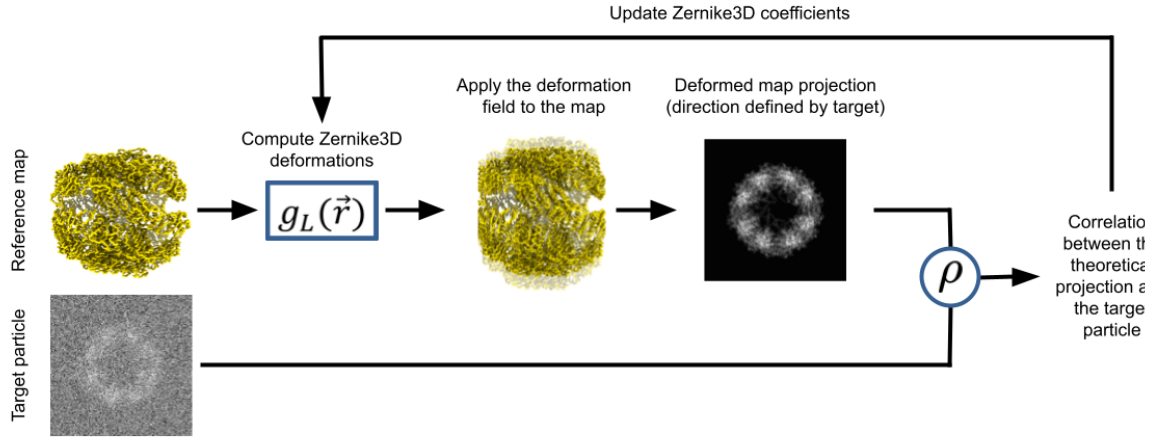 Update Zernike3D coefficients
Apply the deformation
field to the map
Deformed map projection
(direction defined by target)
Compute Zernike3D
deformations
Reference map
g_L(\vec{r})
ρ
Correlatio
between th
theoretica
projection a
the targe
particle
Target particle